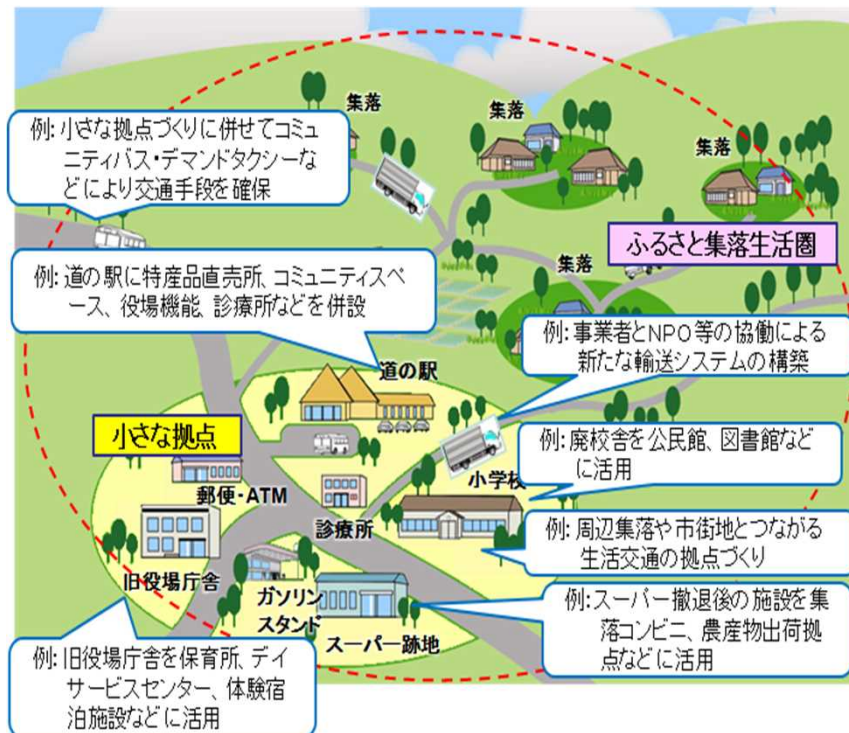 集落
集落
集落
例: 小さな拠点づくりに併せてコミュ
ニティバス・デマンドタクシーな
どにより交通手段を確保
ふるさと集落生活圏
例: 道の駅に特産品直売所、コミュニティスペ
ース、役場機能、診療所などを併設
集落
例: 事業者とNPO等の協働による
新たな輸送システムの構築
道の駅
小さな拠点
例: 廃校舎を公民館、図書館など
に活用
小学校
郵便・ATM
診療所
例: 周辺集落や市街地とつながる
生活交通の拠点づくり
旧役場庁舎
ガソリン
スタンド
スーパー跡地
例: スーパー撤退後の施設を集
落コンビニ、農産物出荷拠
点などに活用
例: 旧役場庁舎を保育所、デイ
サービスセンター、体験宿
泊施設などに活用